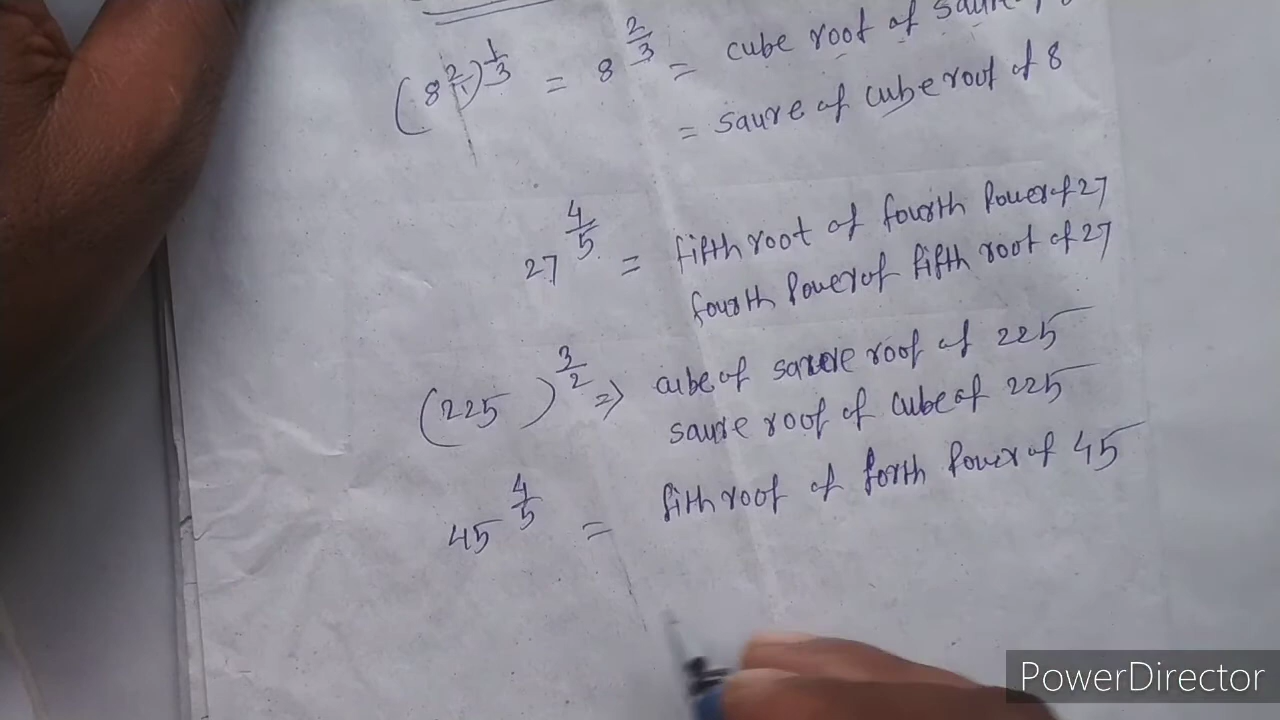 (8^(2/1))^(1/3) = 8^(2/3) = cube root of
= saure of cube root of 8
27^(4/5) = fifth root of fourth Power of 27
fourth Power of fifth root of 27
(225)^(3/2) => cube of saure root of 225
saure root of cube of 225
45^(4/5) = fith root of forth Power of 45
PowerDirector